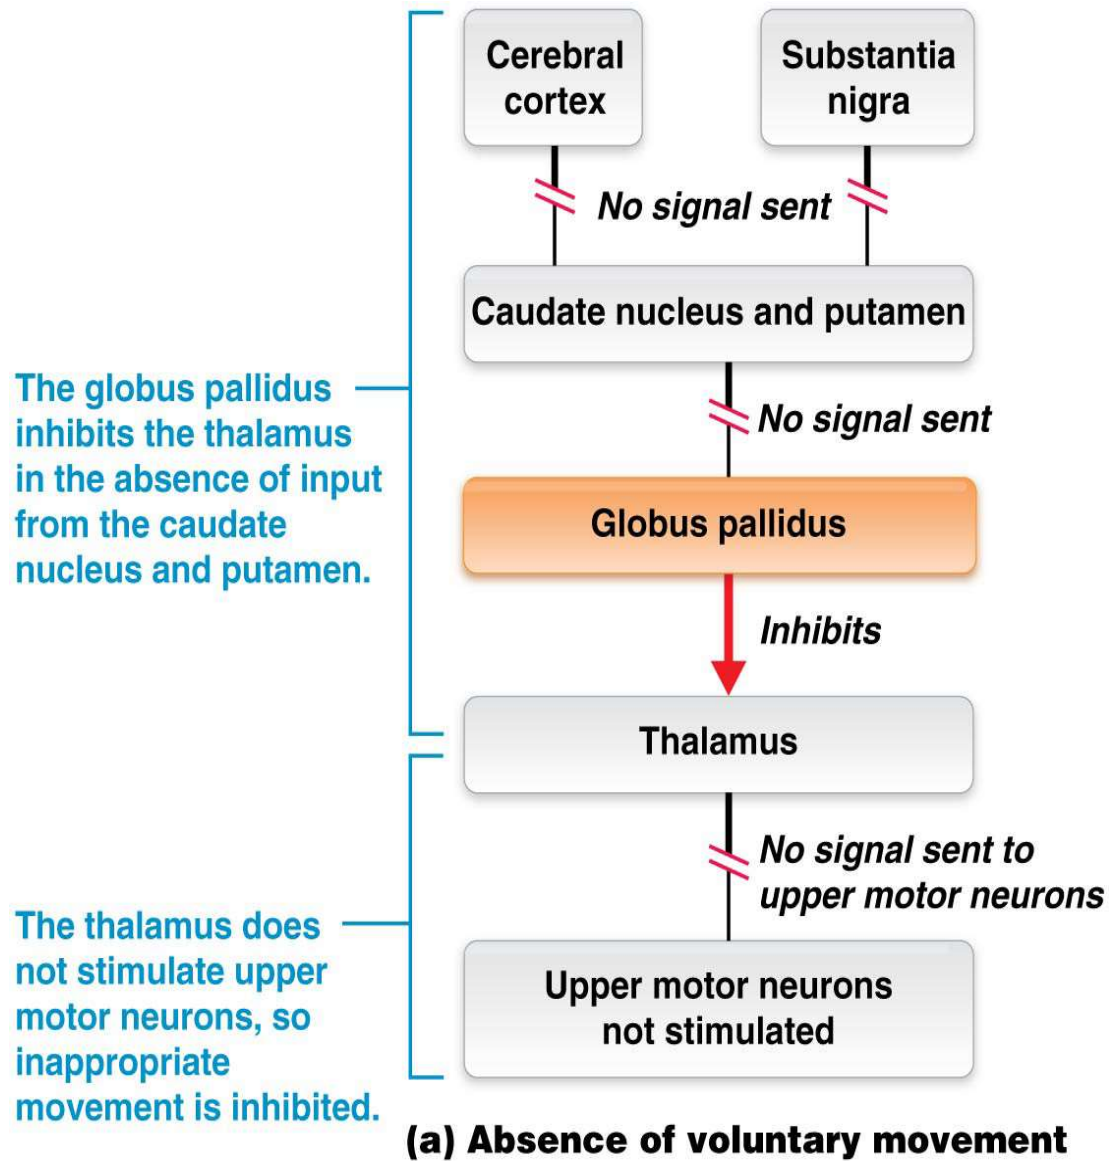 Cerebral
cortex
Substantia
nigra
No signal sent
Caudate nucleus and putamen
The globus pallidus
inhibits the thalamus
in the absence of input
from the caudate
nucleus and putamen.
No signal sent
Globus pallidus
Inhibits
Thalamus
No signal sent to
upper motor neurons
The thalamus does
not stimulate upper
motor neurons, so
inappropriate
movement is inhibited.
Upper motor neurons
not stimulated
(a) Absence of voluntary movement